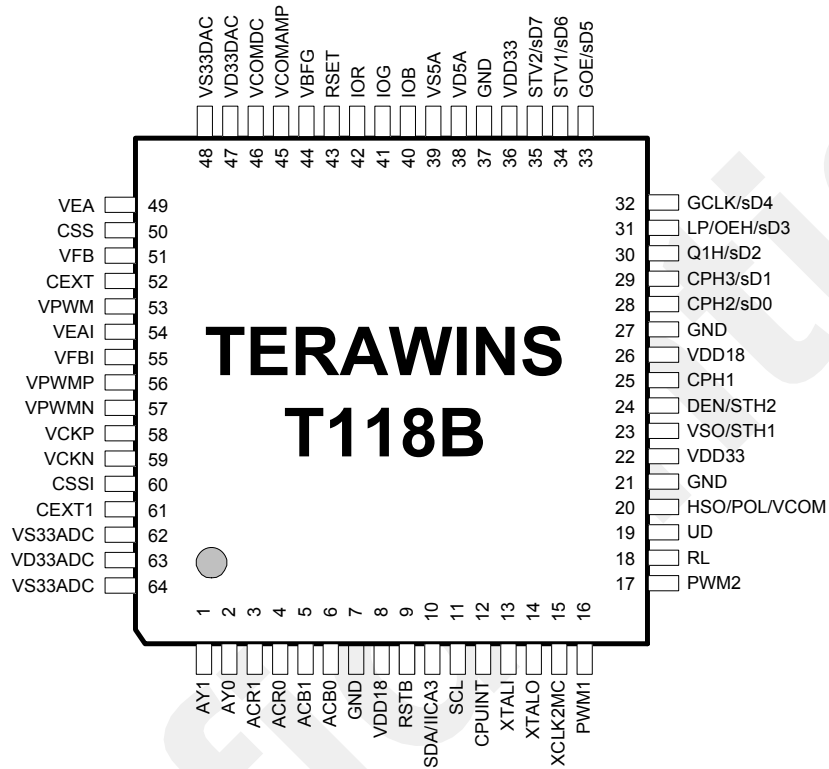 VS33DAC
VD33DAC
VCOMDC
VCOMAMP
VBFG
RSET
IOR
IOG
IOB
VS5A
VD5A
GND
VDD33
STV2/sD7
STV1/sD6
GOE/sD5
48
47
46
45
44
43
42
41
40
39
38
37
36
35
34
33
VEA 49
CSS 50
VFB 51
CEXT 52
VPWM 53
VEAI 54
VFBI 55
VPWMP 56
VPWMN 57
VCKP 58
VCKN 59
CSSI 60
CEXT1 61
VS33ADC 62
VD33ADC 63
VS33ADC 64
TERAWINS
T118B
32 GCLK/sD4
31 LP/OEH/sD3
30 Q1H/sD2
29 CPH3/sD1
28 CPH2/sD0
27 GND
26 VDD18
25 CPH1
24 DEN/STH2
23 VSO/STH1
22 VDD33
21 GND
20 HSO/POL/VCOM
19 UD
18 RL
17 PWM2
1
2
3
4
5
6
7
8
9
10
11
12
13
14
15
16
AY1
AY0
ACR1
ACR0
ACB1
ACB0
GND
VDD18
RSTB
SDA/IICA3
SCL
CPUINT
XTALI
XTALO
XCLK2MC
PWM1